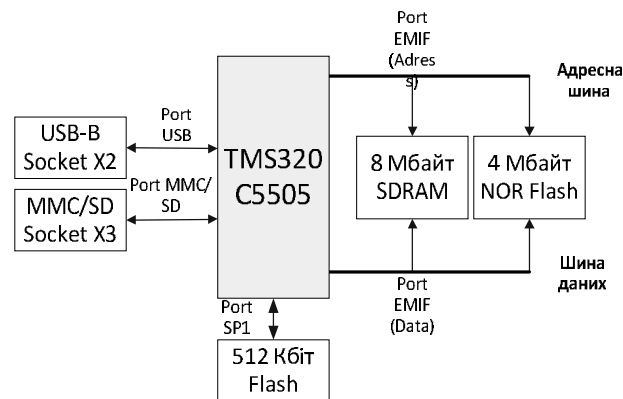 Port
EMIF
(Adres
s)
Адресна
шина
Port
USB
USB-B
Socket X2
TMS320
C5505
8 Мбайт
SDRAM
4 Мбайт
NOR Flash
Port MMC/
SD
MMC/SD
Socket X3
Шина
даних
Port
EMIF
(Data)
Port
SP1
512 Кбіт
Flash